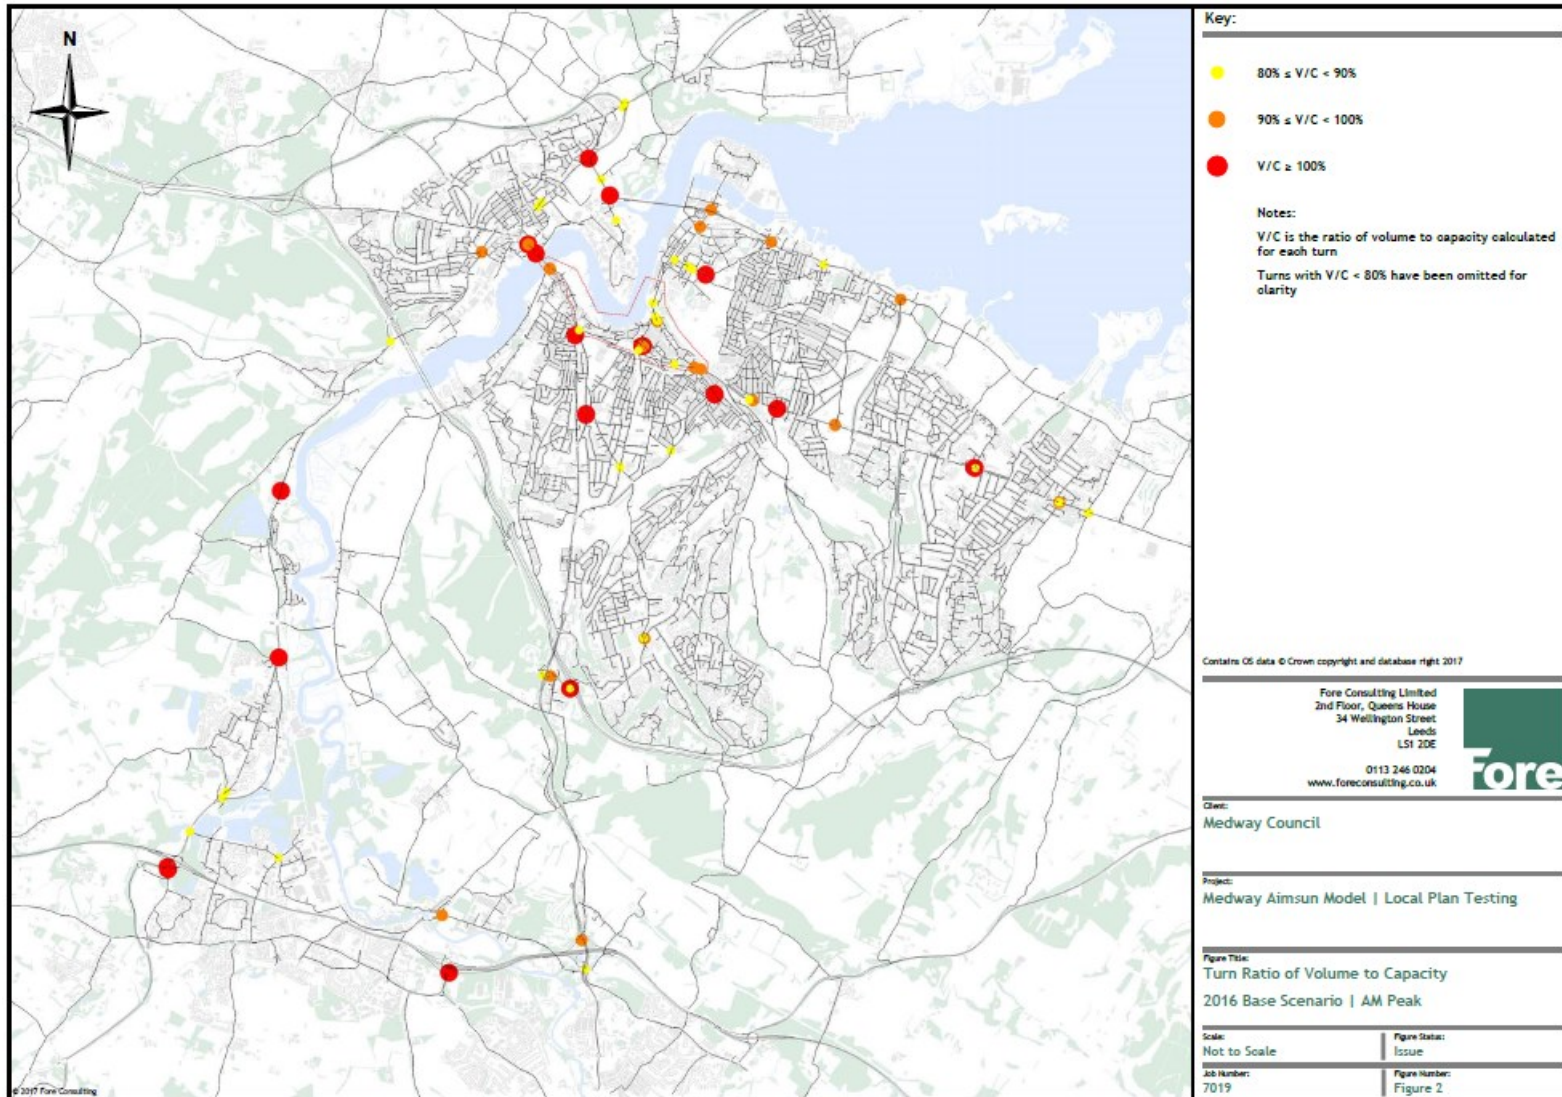 N
Key:
80% ≤ V/C < 90%
90% ≤ V/C < 100%
V/C ≥ 100%
Notes:
V/C is the ratio of volume to capacity calculated
for each turn
Turns with V/C < 80% have been omitted for
clarity
Contains OS data © Crown copyright and database right 2017
Fore Consulting Limited
2nd Floor, Queens House
34 Wellington Street
Leeds
LS1 2DE
0113 246 0204
www.foreconsulting.co.uk
Fore
Client:
Medway Council
Project:
Medway Aimsun Model | Local Plan Testing
Figure Title:
Turn Ratio of Volume to Capacity
2016 Base Scenario | AM Peak
Scale:
Not to Scale
Figure Status:
Issue
Job Number:
7019
Figure Number:
Figure 2
© 2017 Fore Consulting